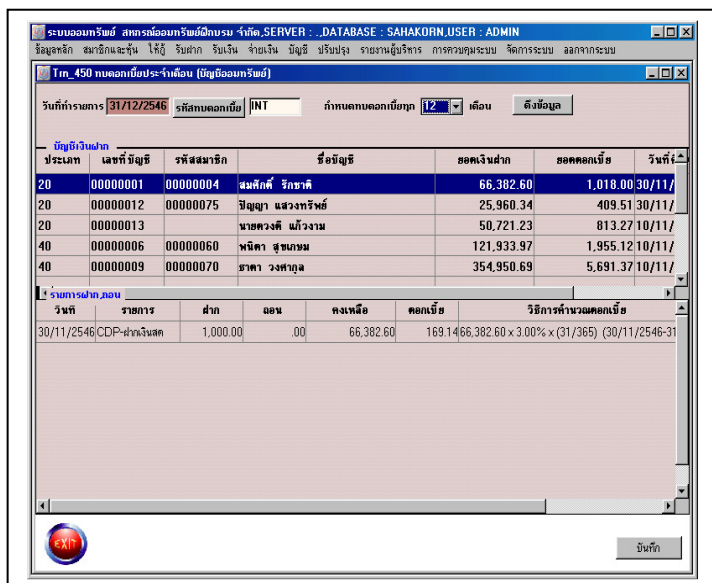 ระบบออมทรัพย์ สหกรณ์ออมทรัพย์ฝึกบรม จำกัด,SERVER : .,DATABASE : SAHAKORN,USER : ADMIN
ข้อมูลหลัก สมาชิกและหุ้น ให้กู้ รับฝาก รับเงิน จ่ายเงิน บัญชี ปรับปรุง รายงานผู้บริหาร การควบคุมระบบ จัดการระบบ ออกจากระบบ
Trn_450 ทบดอกเบี้ยประจำเดือน (บัญชีออมทรัพย์)
วันที่ทำรายการ 31/12/2546 รหัสทบดอกเบี้ย INT กำหนดทบดอกเบี้ยทุก 12 เดือน ดึงข้อมูล
บัญชีเงินฝาก
ประเภท เลขที่บัญชี รหัสสมาชิก ชื่อบัญชี ยอดเงินฝาก ยอดดอกเบี้ย วันที่
20 00000001 00000004 สมศักดิ์ รักชาติ 66,382.60 1,018.00 30/11/
20 00000012 00000075 ปัญญา แสวงทรัพย์ 25,960.34 409.51 30/11/
20 00000013 นายดวงดี แก้วงาม 50,721.23 813.27 10/11/
40 00000006 00000060 พนิดา สุขเกษม 121,933.97 1,955.12 10/11/
40 00000009 00000070 ธาดา วงศากุล 354,950.69 5,691.37 10/11/
รายการฝาก,ถอน
วันที่ รายการ ฝาก ถอน คงเหลือ ดอกเบี้ย วิธีการคำนวณดอกเบี้ย
30/11/2546 CDP-ฝากเงินสด 1,000.00 .00 66,382.60 169.14 66,382.60 x 3.00% x (31/365) (30/11/2546-31
EXIT บันทึก